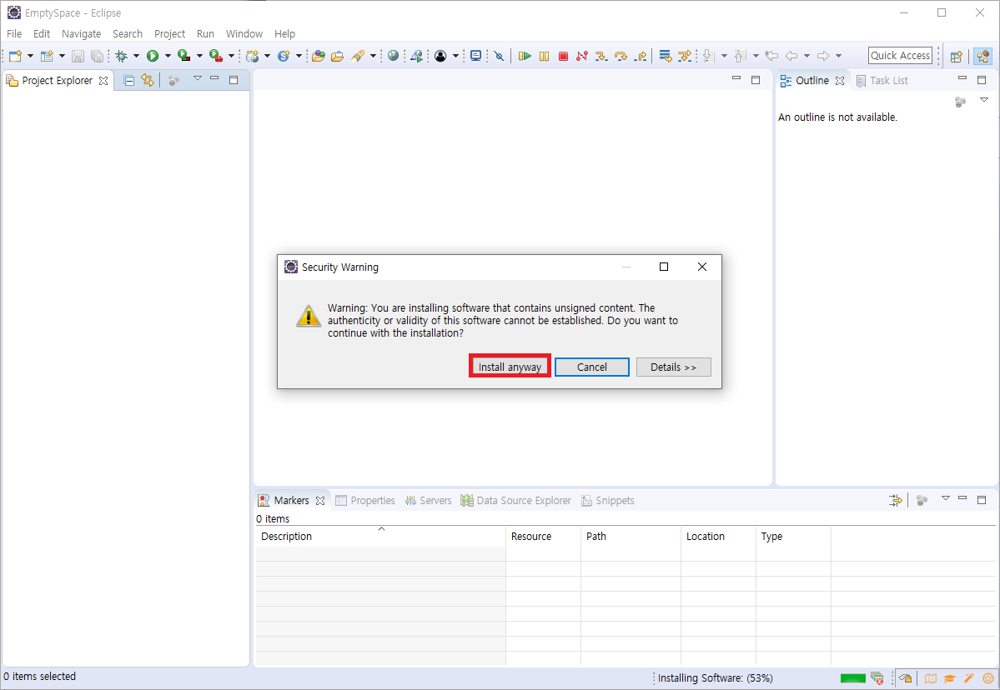 EmptySpace - Eclipse
File Edit Navigate Search Project Run Window Help
Quick Access
Project Explorer
Outline Task List
An outline is not available.
Security Warning
Warning: You are installing software that contains unsigned content. The
authenticity or validity of this software cannot be established. Do you want to
continue with the installation?
Install anyway Cancel Details >>
Markers Properties Servers Data Source Explorer Snippets
0 items
Description Resource Path Location Type
0 items selected
Installing Software: (53%)